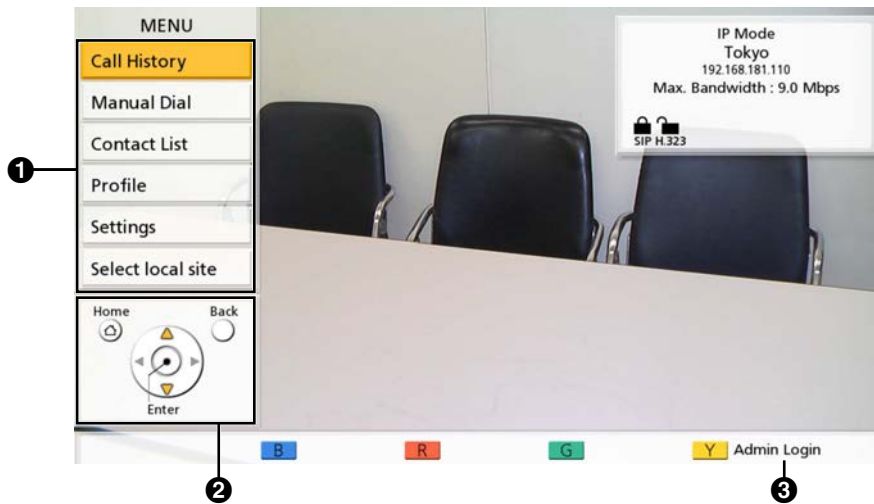 MENU
Call History
Manual Dial
Contact List
Profile
Settings
Select local site
Home
Back
Enter
IP Mode
Tokyo
192.168.181.110
Max. Bandwidth : 9.0 Mbps
SIP H.323
B
R
G
Y Admin Login
❶
❷
❸